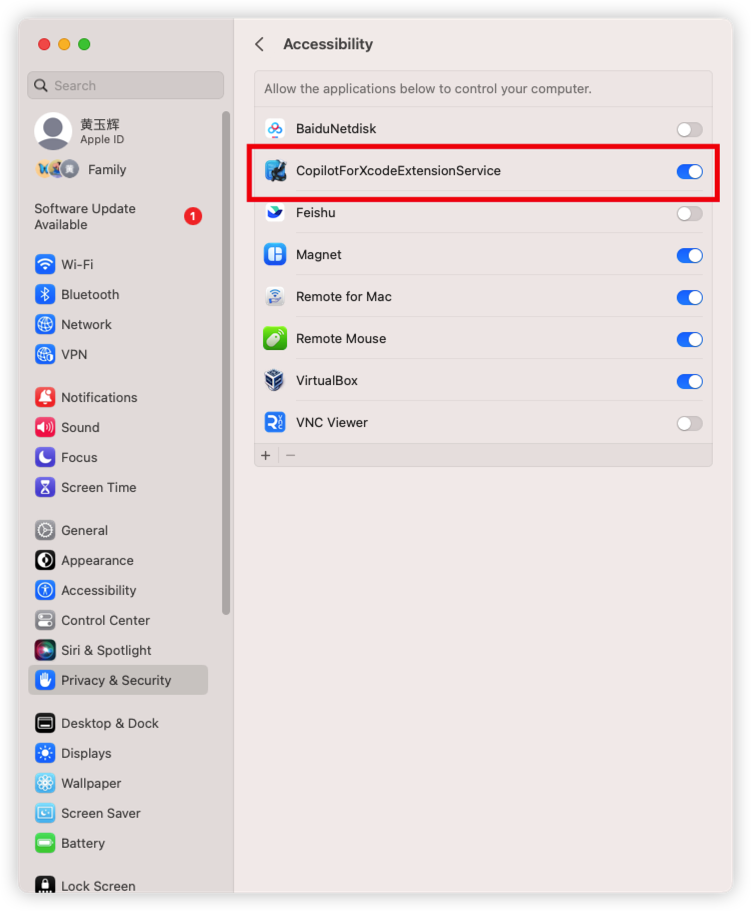 Search
黄玉辉
Apple ID
Family
Software Update
Available
1
Wi-Fi
Bluetooth
Network
VPN
Notifications
Sound
Focus
Screen Time
General
Appearance
Accessibility
Control Center
Siri & Spotlight
Privacy & Security
Desktop & Dock
Displays
Wallpaper
Screen Saver
Battery
Lock Screen
Accessibility
Allow the applications below to control your computer.
BaiduNetdisk
CopilotForXcodeExtensionService
Feishu
Magnet
Remote for Mac
Remote Mouse
VirtualBox
VNC Viewer